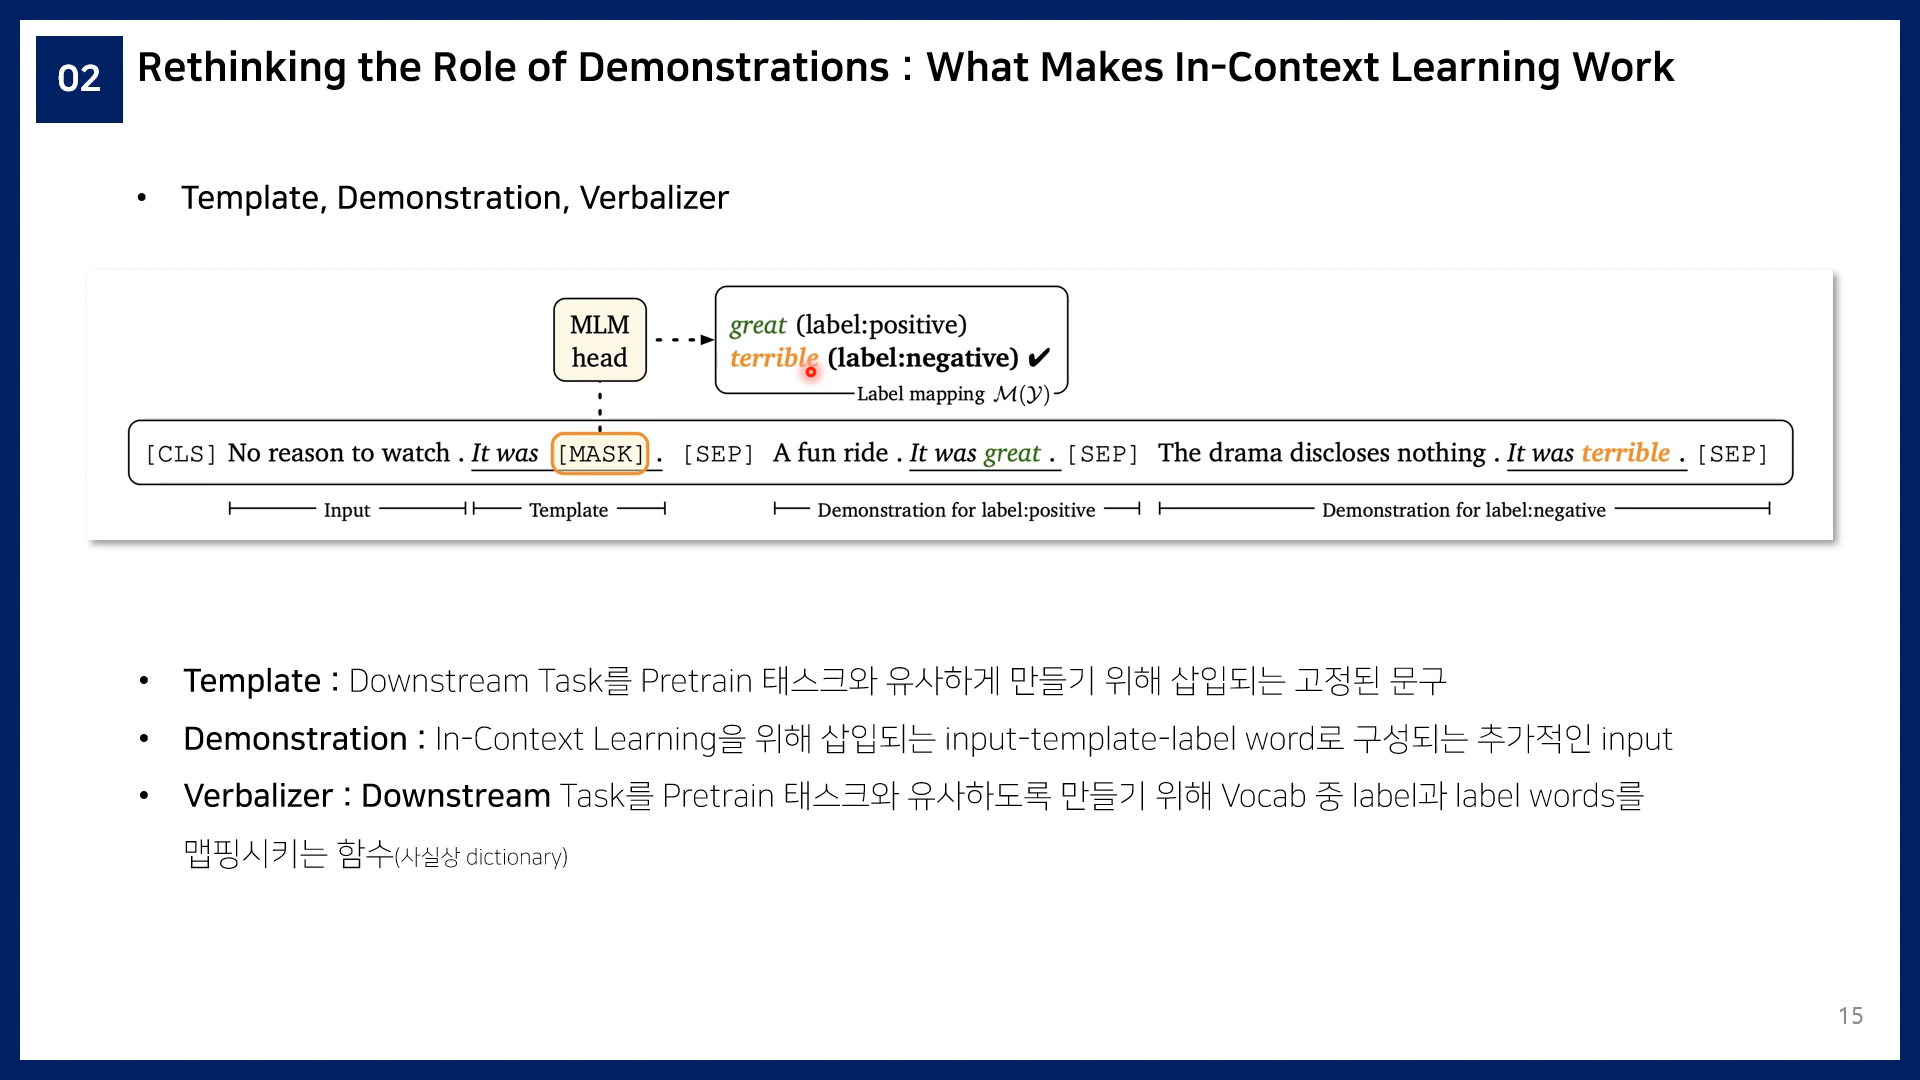 02
Rethinking the Role of Demonstrations : What Makes In-Context Learning Work
• Template, Demonstration, Verbalizer
MLM
head
great (label:positive)
terrible (label:negative) ✔
Label mapping M(Y)
[CLS] No reason to watch . It was [MASK] . [SEP] A fun ride . It was great . [SEP] The drama discloses nothing . It was terrible . [SEP]
Input Template Demonstration for label:positive Demonstration for label:negative
• Template : Downstream Task를 Pretrain 태스크와 유사하게 만들기 위해 삽입되는 고정된 문구
• Demonstration : In-Context Learning을 위해 삽입되는 input-template-label word로 구성되는 추가적인 input
• Verbalizer : Downstream Task를 Pretrain 태스크와 유사하도록 만들기 위해 Vocab 중 label과 label words를
맵핑시키는 함수(사실상 dictionary)
15